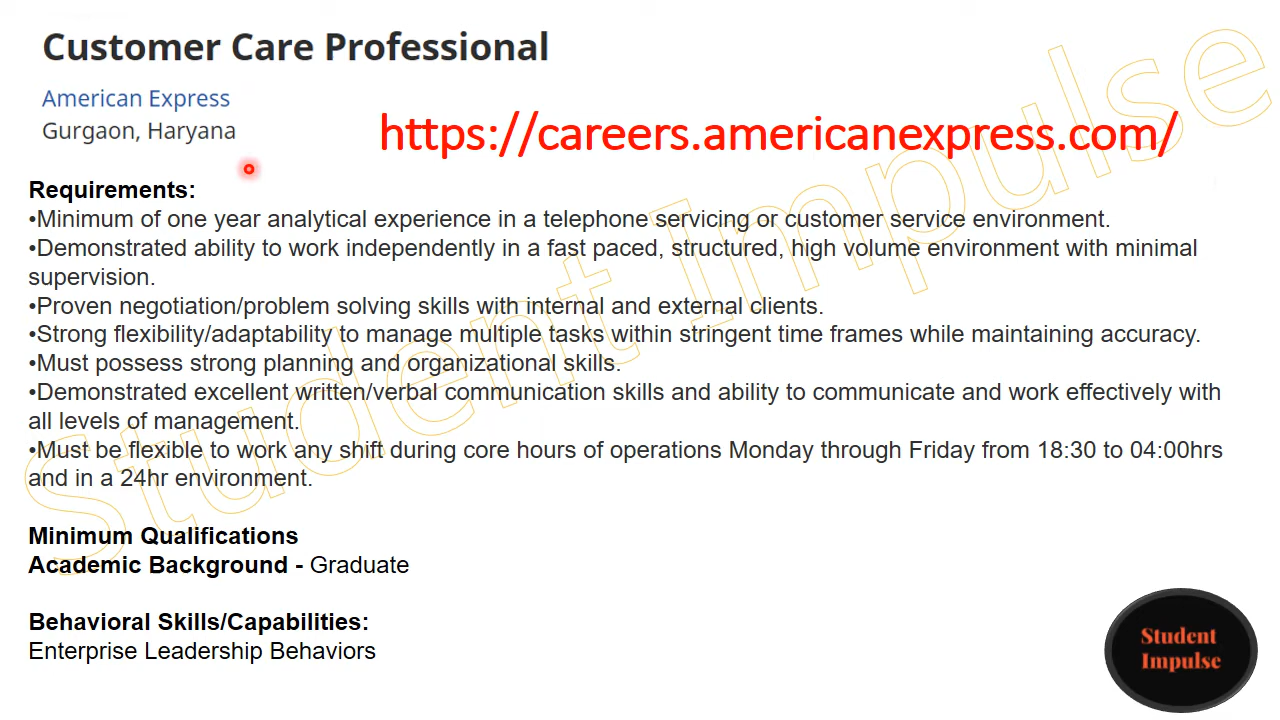 Customer Care Professional
American Express
Gurgaon, Haryana
https://careers.americanexpress.com/
Requirements:
•Minimum of one year analytical experience in a telephone servicing or customer service environment.
•Demonstrated ability to work independently in a fast paced, structured, high volume environment with minimal
supervision.
•Proven negotiation/problem solving skills with internal and external clients.
•Strong flexibility/adaptability to manage multiple tasks within stringent time frames while maintaining accuracy.
•Must possess strong planning and organizational skills.
•Demonstrated excellent written/verbal communication skills and ability to communicate and work effectively with
all levels of management.
•Must be flexible to work any shift during core hours of operations Monday through Friday from 18:30 to 04:00hrs
and in a 24hr environment.
Minimum Qualifications
Academic Background - Graduate
Behavioral Skills/Capabilities:
Enterprise Leadership Behaviors
Student Impulse
Student
Impulse